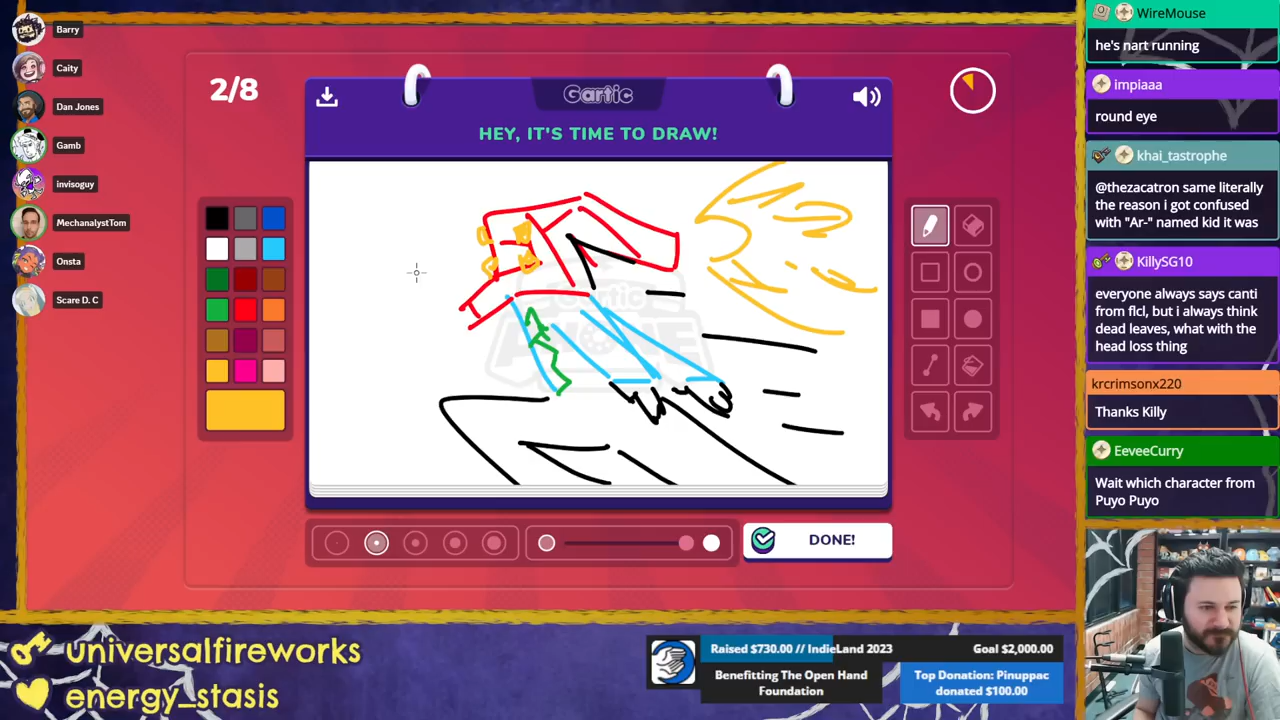 Barry
Caity
Dan Jones
Gamb
invisoguy
MechanalystTom
Onsta
Scare D. C
2/8
Gartic
HEY, IT'S TIME TO DRAW!
Gartic
PHONE
DONE!
WireMouse
he's nart running
impiaaa
round eye
khai_tastrophe
@thezacatron same literally
the reason i got confused
with "Ar-" named kid it was
KillySG10
everyone always says canti
from flcl, but i always think
dead leaves, what with the
head loss thing
krcrimsonx220
Thanks Killy
EeveeCurry
Wait which character from
Puyo Puyo
universalfireworks
energy_stasis
Raised $730.00 // IndieLand 2023
Goal $2,000.00
Benefitting The Open Hand
Foundation
Top Donation: Pinuppac
donated $100.00